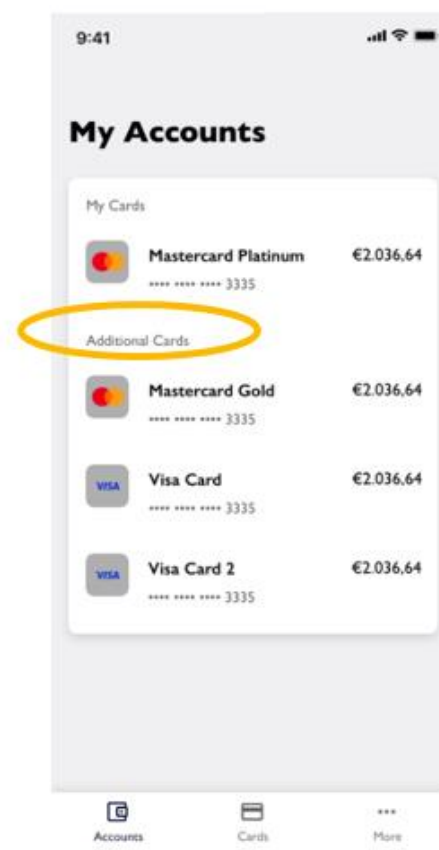 9:41
My Accounts
My Cards
Mastercard Platinum €2.036,64
•••• •••• •••• 3335
Additional Cards
Mastercard Gold €2.036,64
•••• •••• •••• 3335
VISA Visa Card €2.036,64
•••• •••• •••• 3335
VISA Visa Card 2 €2.036,64
•••• •••• •••• 3335
Accounts Cards More